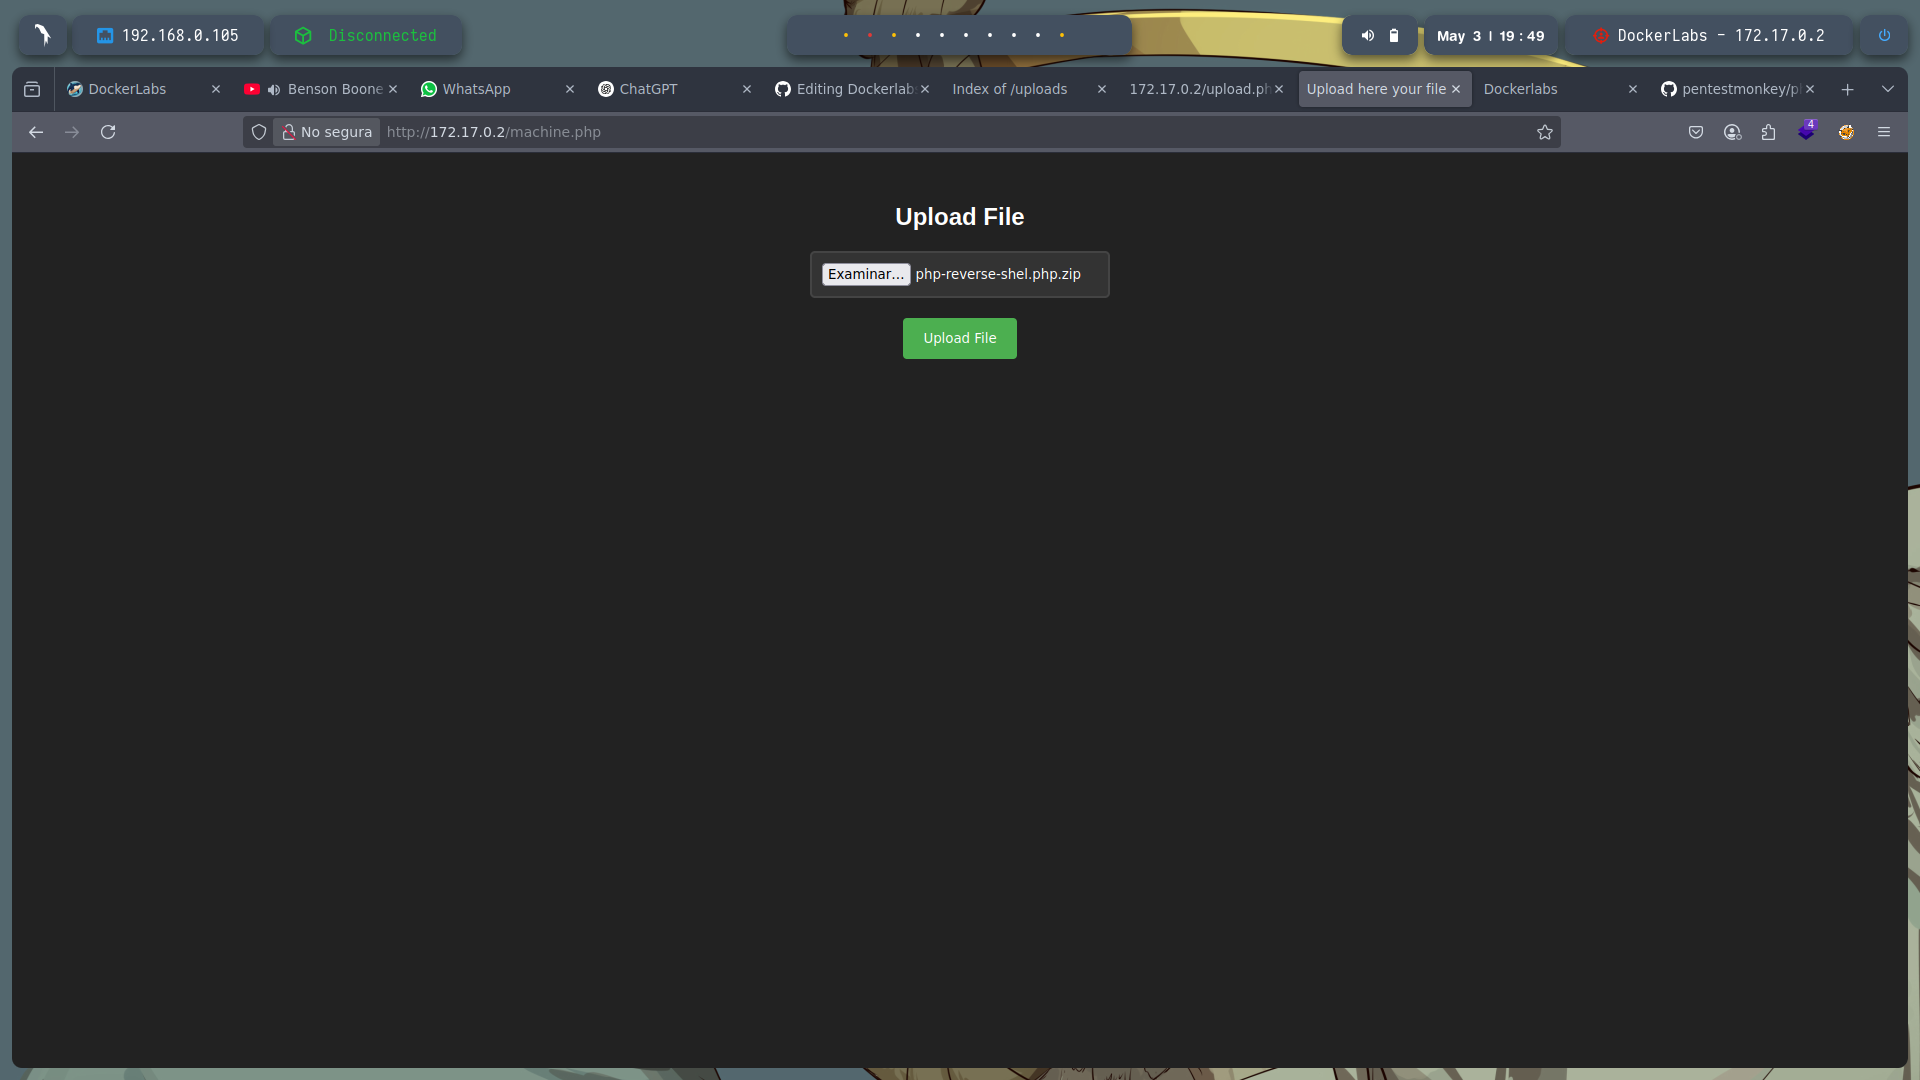 192.168.0.105
Disconnected
May 3 | 19 : 49
DockerLabs - 172.17.0.2
DockerLabs
Benson Boone
WhatsApp
ChatGPT
Editing Dockerlab
Index of /uploads
172.17.0.2/upload.ph
Upload here your file
Dockerlabs
pentestmonkey/p
No segura
http://172.17.0.2/machine.php
4
Upload File
Examinar...
php-reverse-shel.php.zip
Upload File